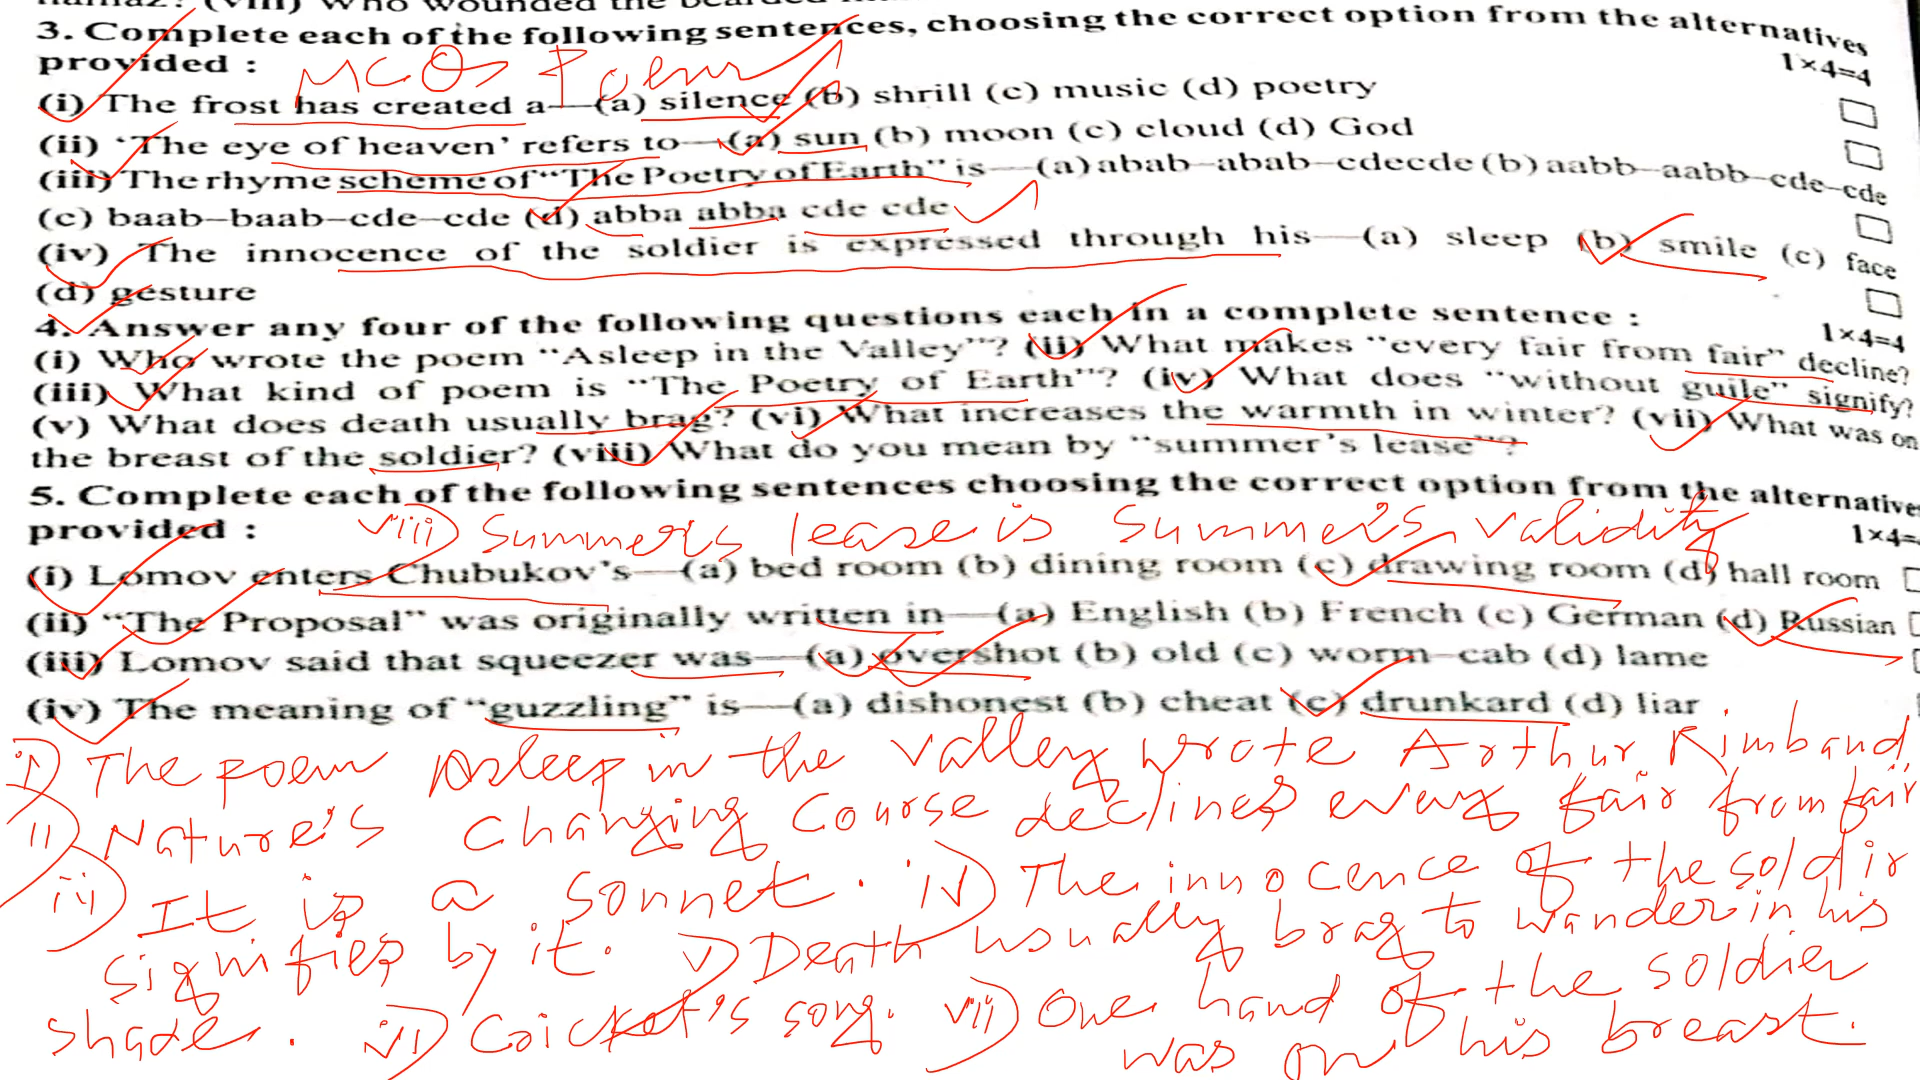 namaz? (viii) Who wounded the bearded
3. Complete each of the following sentences, choosing the correct option from the alternatives
provided : 1×4=4
MCQs Poem
(i) The frost has created a—(a) silence (b) shrill (c) music (d) poetry
(ii) 'The eye of heaven' refers to—(a) sun (b) moon (c) cloud (d) God
(iii) The rhyme scheme of "The Poetry of Earth" is—(a) abab–abab–cdecde (b) aabb–aabb–cde–cde
(c) baab–baab–cde–cde (d) abba abba cde cde
(iv) The innocence of the soldier is expressed through his—(a) sleep (b) smile (c) face
(d) gesture
4. Answer any four of the following questions each in a complete sentence : 1×4=4
(i) Who wrote the poem "Asleep in the Valley"? (ii) What makes "every fair from fair" decline?
(iii) What kind of poem is "The Poetry of Earth"? (iv) What does "without guile" signify?
(v) What does death usually brag? (vi) What increases the warmth in winter? (vii) What was on
the breast of the soldier? (viii) What do you mean by "summer's lease"?
5. Complete each of the following sentences choosing the correct option from the alternatives
provided : 1×4=
viii) Summer's lease is Summer's validity
(i) Lomov enters Chubukov's—(a) bed room (b) dining room (c) drawing room (d) hall room
(ii) "The Proposal" was originally written in—(a) English (b) French (c) German (d) Russian
(iii) Lomov said that squeezer was—(a) overshot (b) old (c) worm–cab (d) lame
(iv) The meaning of "guzzling" is—(a) dishonest (b) cheat (c) drunkard (d) liar
i) The poem Asleep in the valley wrote Arthur Rimbaud.
ii) Nature's changing course declines every fair from fair
iii) It is a sonnet. iv) The innocence of the soldir
signifies by it. v) Death usually brag to wander in his
shade. vi) Cricket's song. vii) One hand of the soldier
was on his breast.